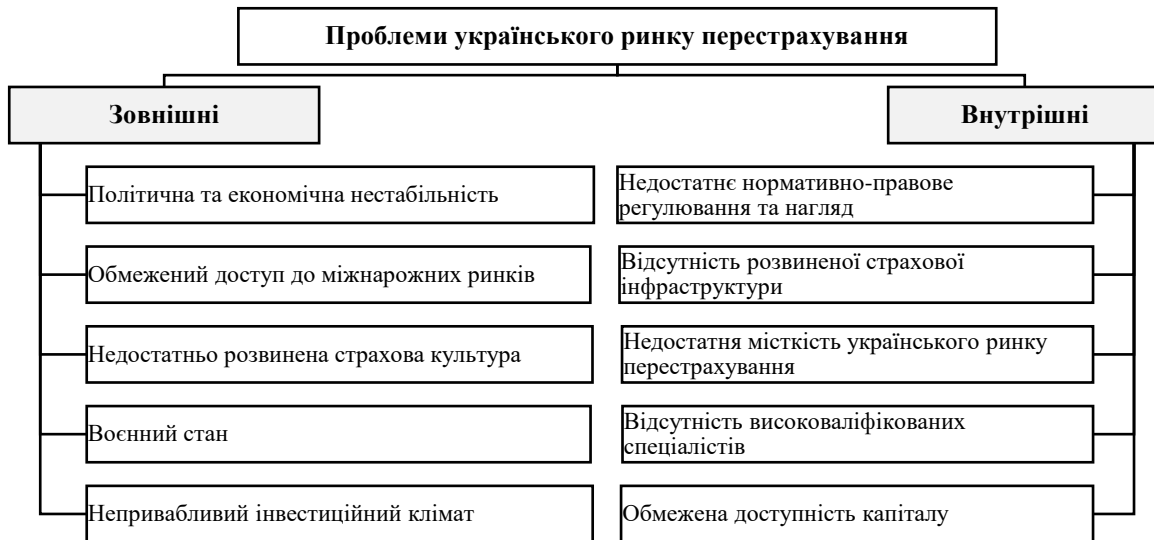 Проблеми українського ринку перестрахування
Зовнішні
Політична та економічна нестабільність
Обмежений доступ до міжнарожних ринків
Недостатньо розвинена страхова культура
Воєнний стан
Непривабливий інвестиційний клімат
Внутрішні
Недостатнє нормативно-правове
регулювання та нагляд
Відсутність розвиненої страхової
інфраструктури
Недостатня місткість українського ринку
перестрахування
Відсутність високоваліфікованих
спеціалістів
Обмежена доступність капіталу